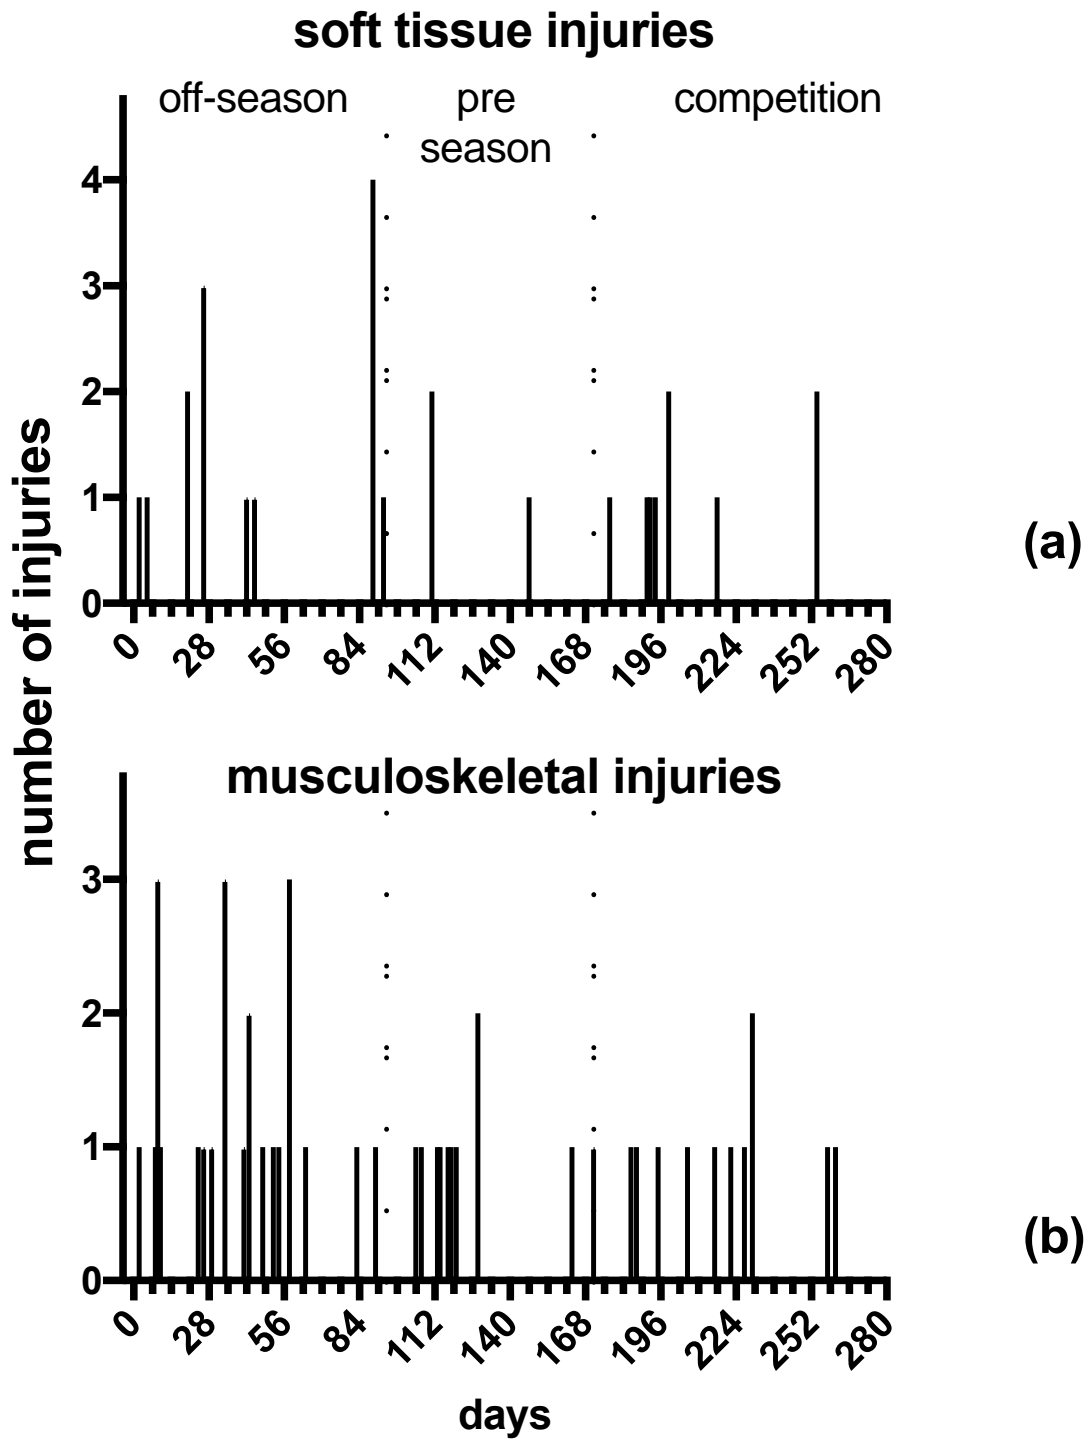 soft tissue injuries
off-season pre competition
season
4
3
2
1
0
0 28 56 84 112 140 168 196 224 252 280
(a)
number of injuries
musculoskeletal injuries
3
2
1
0
0 28 56 84 112 140 168 196 224 252 280
(b)
days